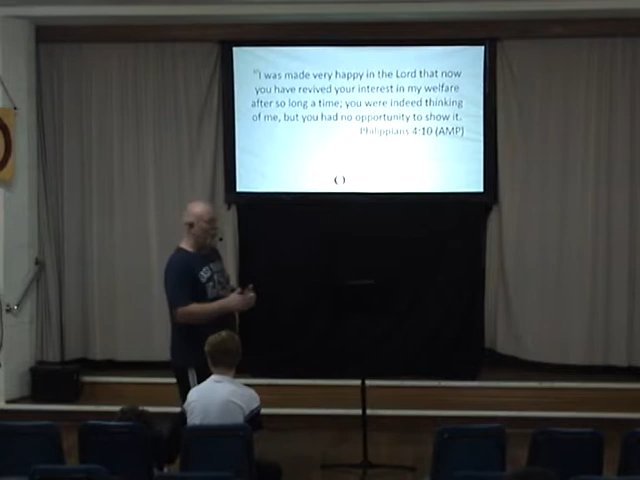 "I was made very happy in the Lord that now
you have revived your interest in my welfare
after so long a time; you were indeed thinking
of me, but you had no opportunity to show it.
Philippians 4:10 (AMP)
( )